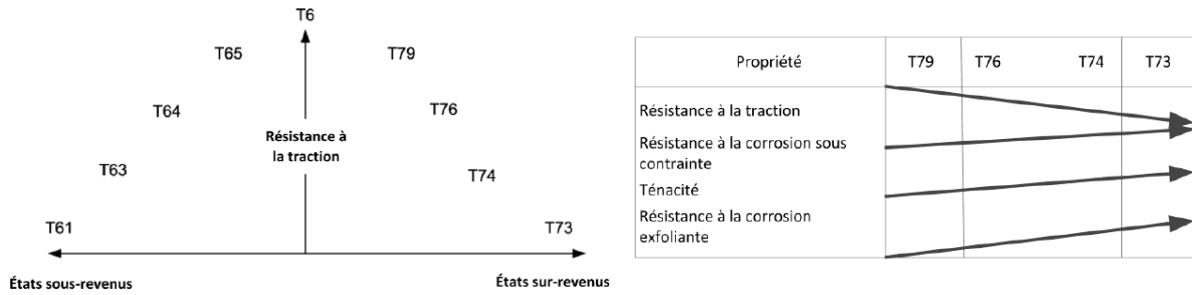 T6
T65
T79
T64
T76
Résistance à
la traction
T63
T74
T61
T73
États sous-revenus
États sur-revenus
Propriété T79 T76 T74 T73
Résistance à la traction
Résistance à la corrosion sous
contrainte
Ténacité
Résistance à la corrosion
exfoliante